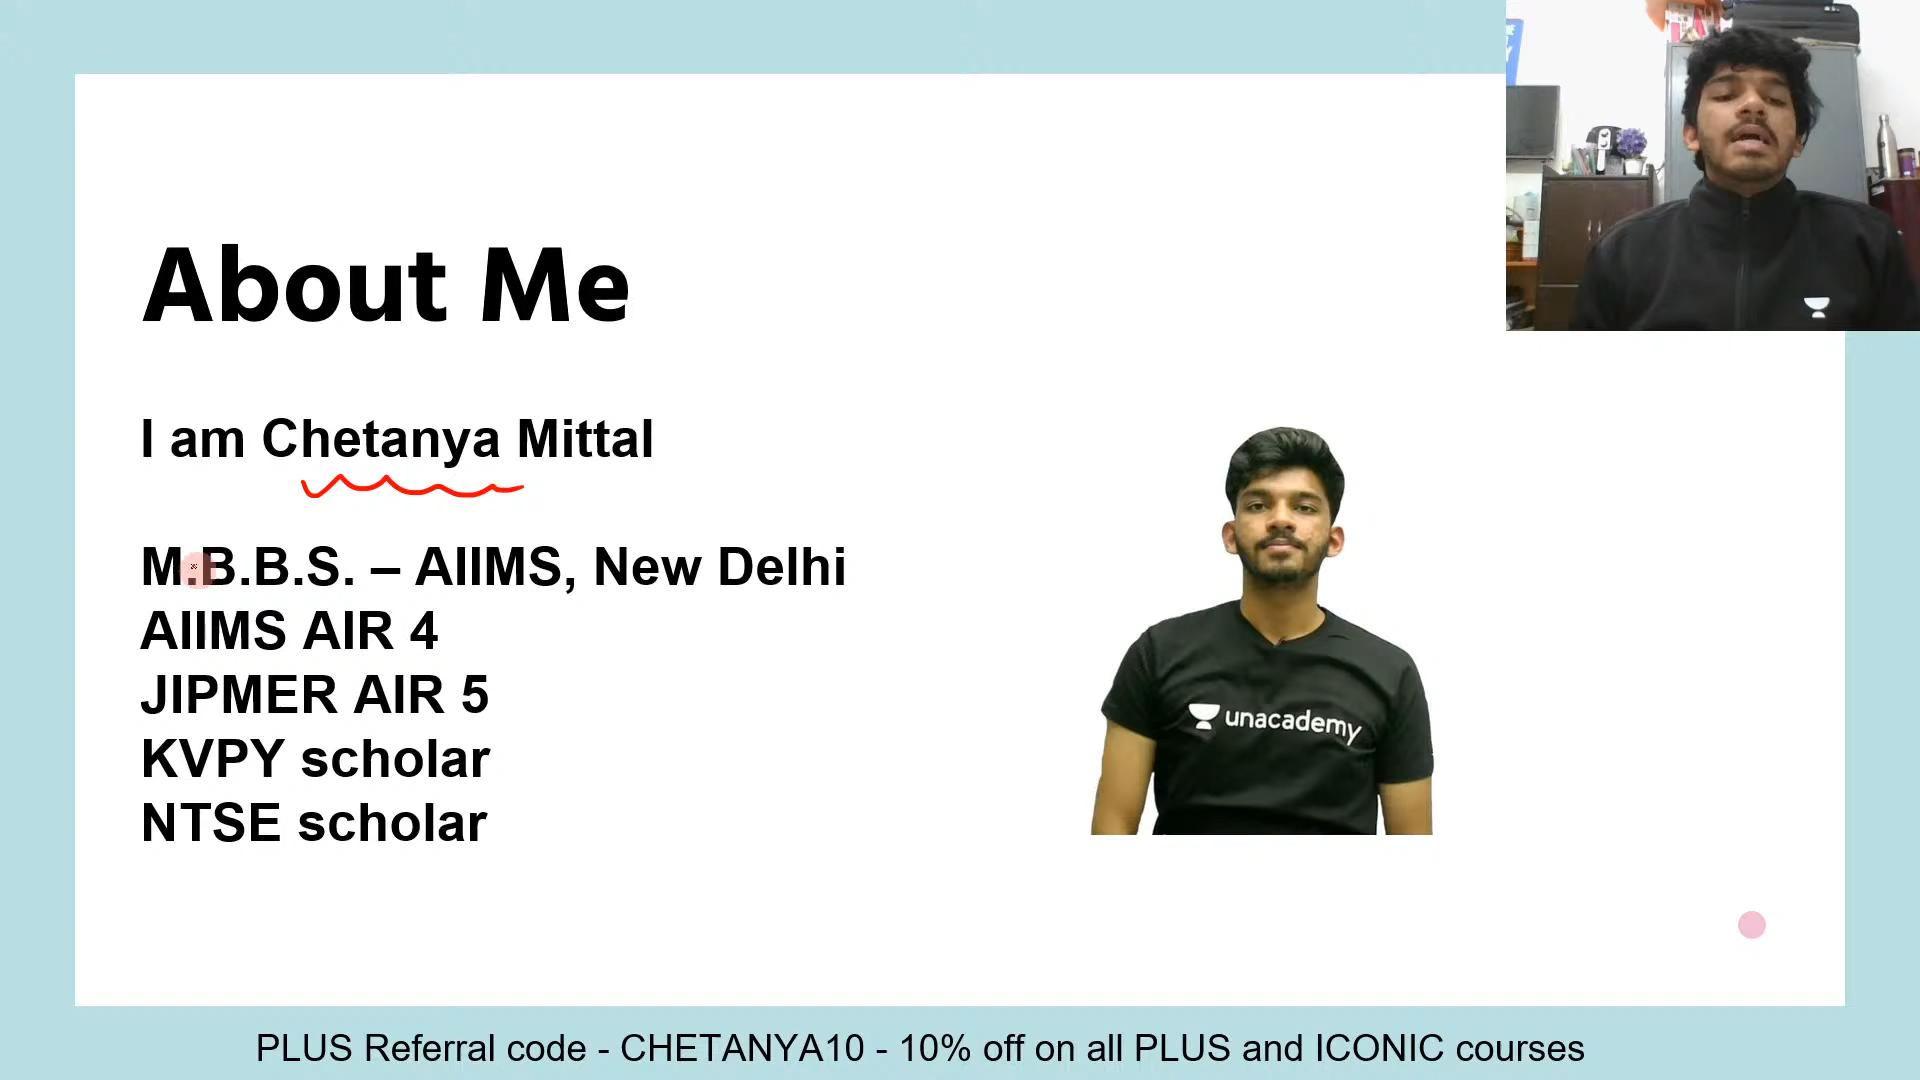 About Me
I am Chetanya Mittal
M.B.B.S. – AIIMS, New Delhi
AIIMS AIR 4
JIPMER AIR 5
KVPY scholar
NTSE scholar
unacademy
PLUS Referral code - CHETANYA10 - 10% off on all PLUS and ICONIC courses